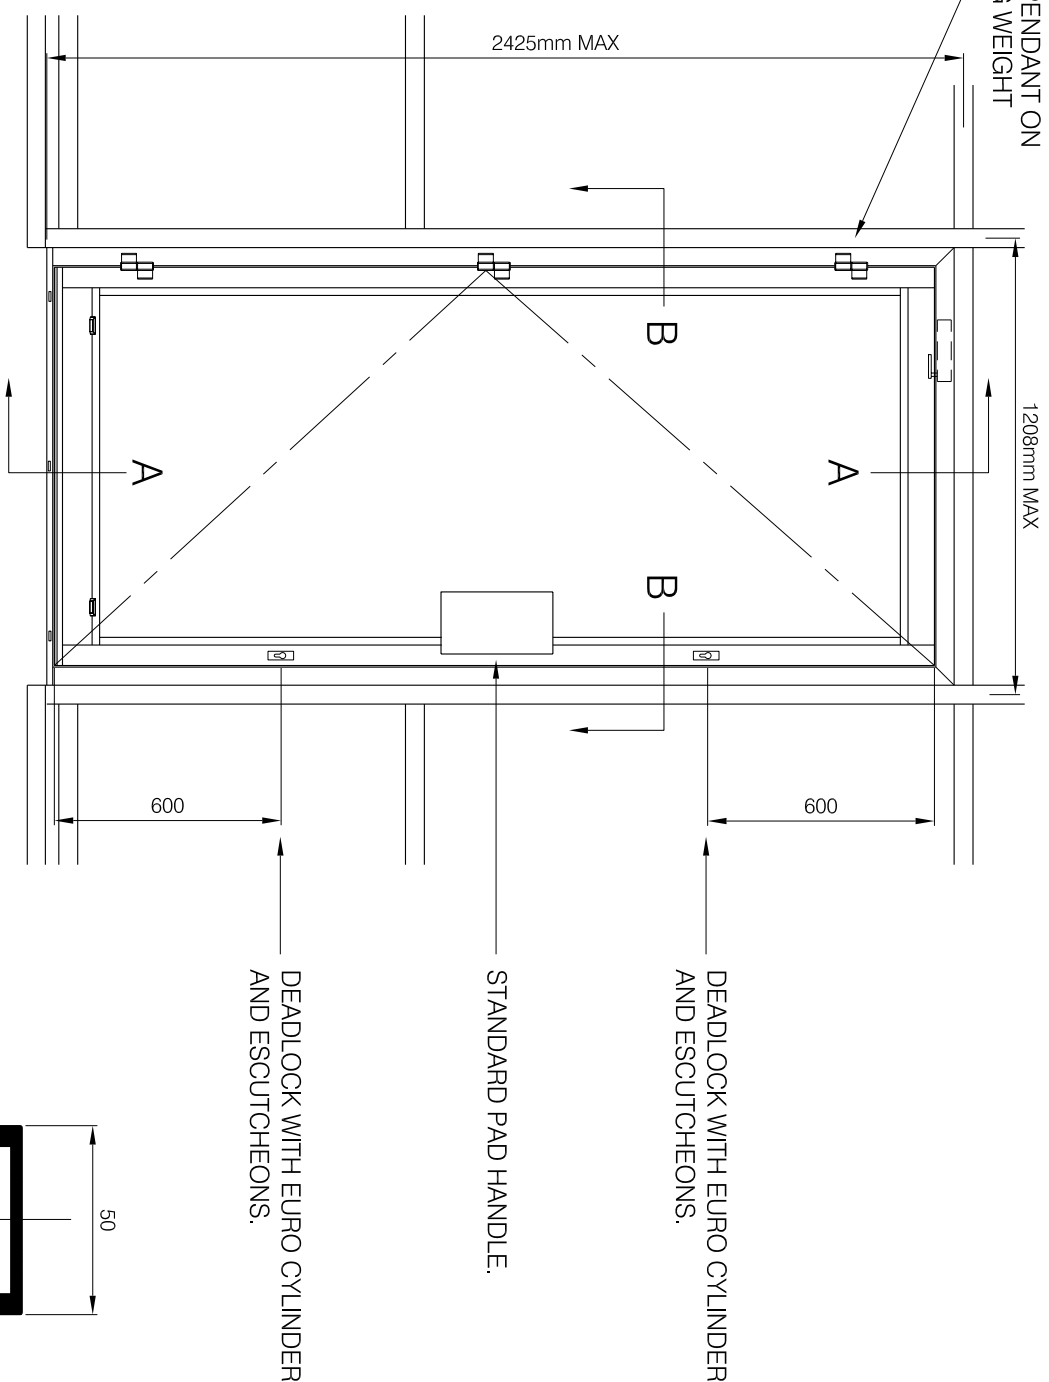 PENDANT ON
WEIGHT
2425mm MAX
1208mm MAX
B
A
A
B
600
600
DEADLOCK WITH EURO CYLINDER
AND ESCUTCHEONS.
STANDARD PAD HANDLE.
DEADLOCK WITH EURO CYLINDER
AND ESCUTCHEONS.
50